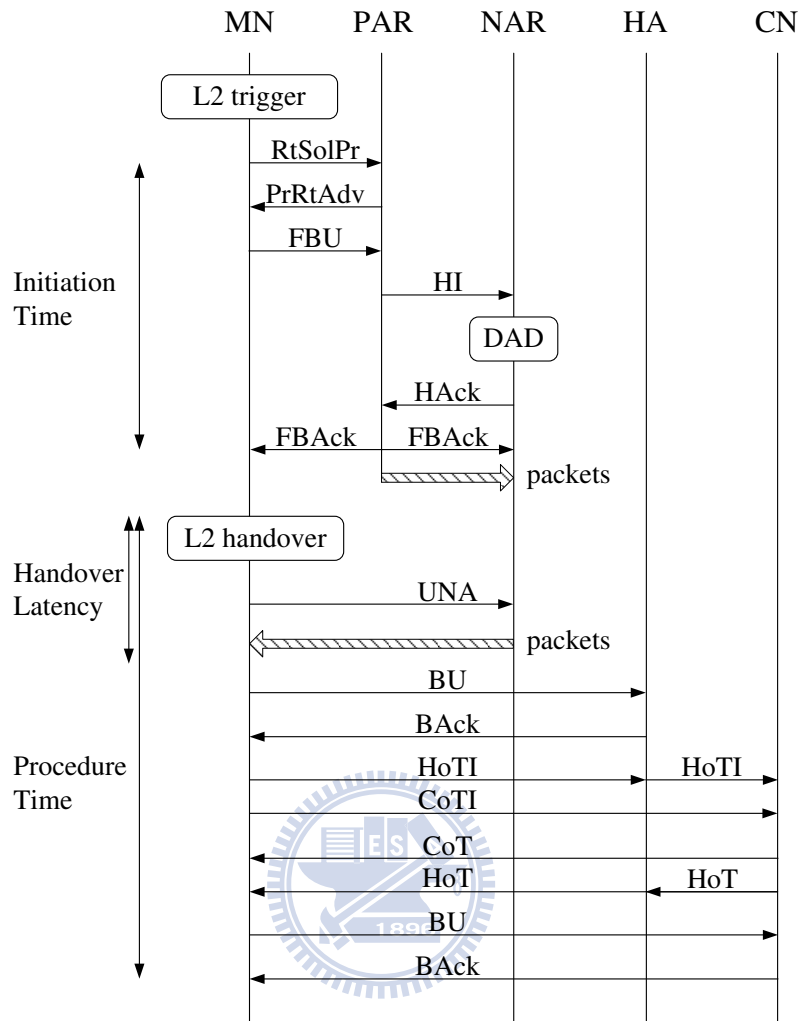 MN PAR NAR HA CN
L2 trigger
RtSolPr
PrRtAdv
FBU
Initiation
Time
HI
DAD
HAck
FBAck FBAck
packets
L2 handover
Handover
Latency
UNA
packets
BU
BAck
Procedure
Time
HoTI HoTI
CoTI
E S
CoT
HoT HoT
1896
BU
BAck